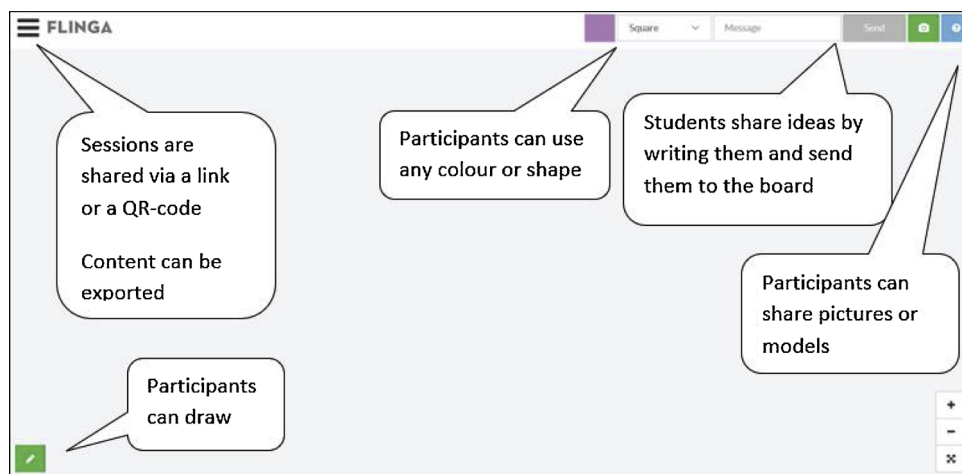 FLINGA
Square
Message
Send
Sessions are
shared via a link
or a QR-code
Content can be
exported
Participants can use
any colour or shape
Students share ideas by
writing them and send
them to the board
Participants can
share pictures or
models
Participants
can draw